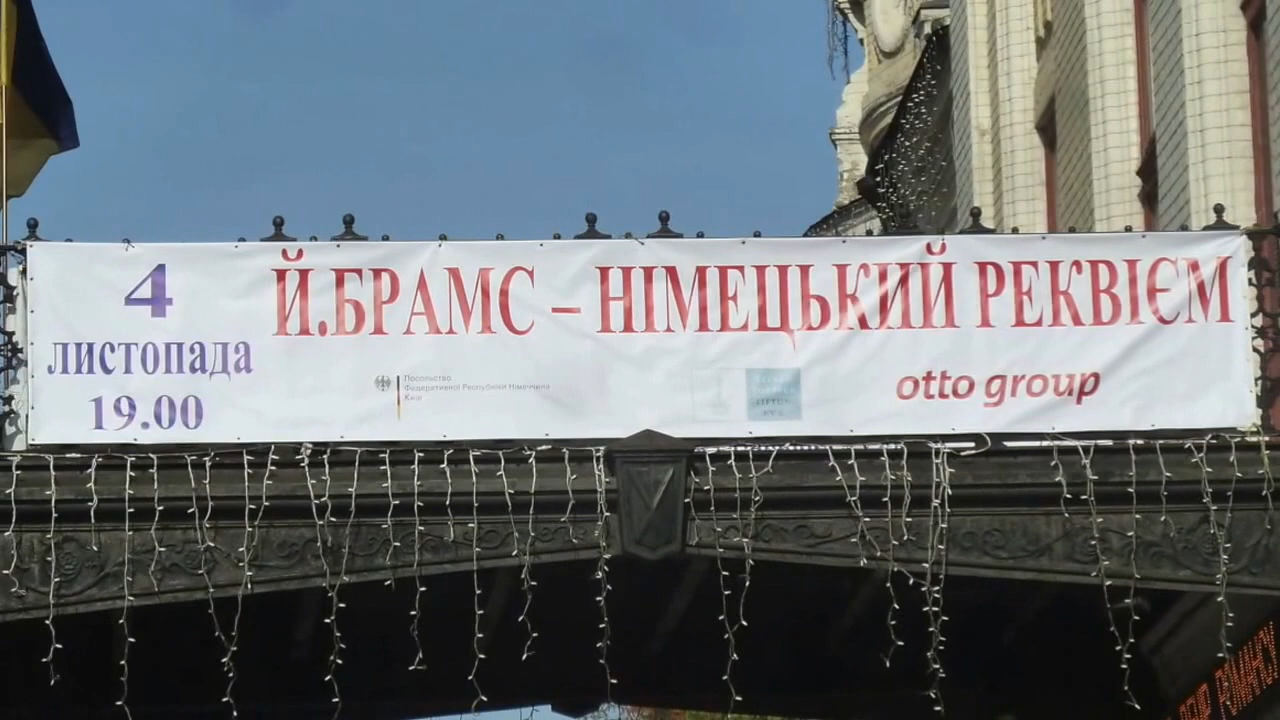 4
листопада
19.00
Й.БРАМС – НІМЕЦЬКИЙ РЕКВІЄМ
Посольство
Федеративної Республіки Німеччина
Київ
otto group